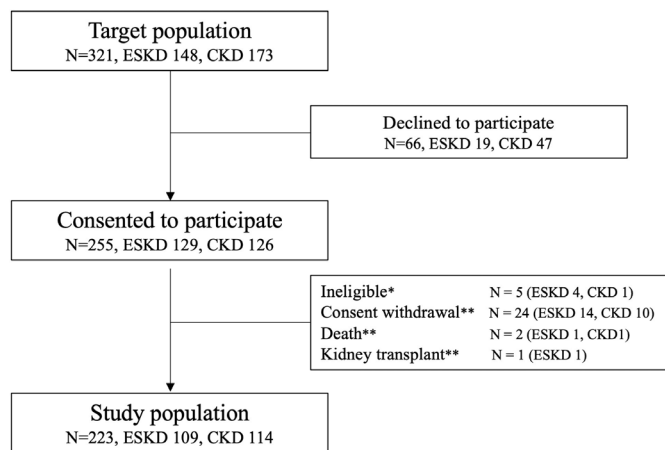 Target population
N=321, ESKD 148, CKD 173
Declined to participate
N=66, ESKD 19, CKD 47
Consented to participate
N=255, ESKD 129, CKD 126
Ineligible* N = 5 (ESKD 4, CKD 1)
Consent withdrawal** N = 24 (ESKD 14, CKD 10)
Death** N = 2 (ESKD 1, CKD1)
Kidney transplant** N = 1 (ESKD 1)
Study population
N=223, ESKD 109, CKD 114